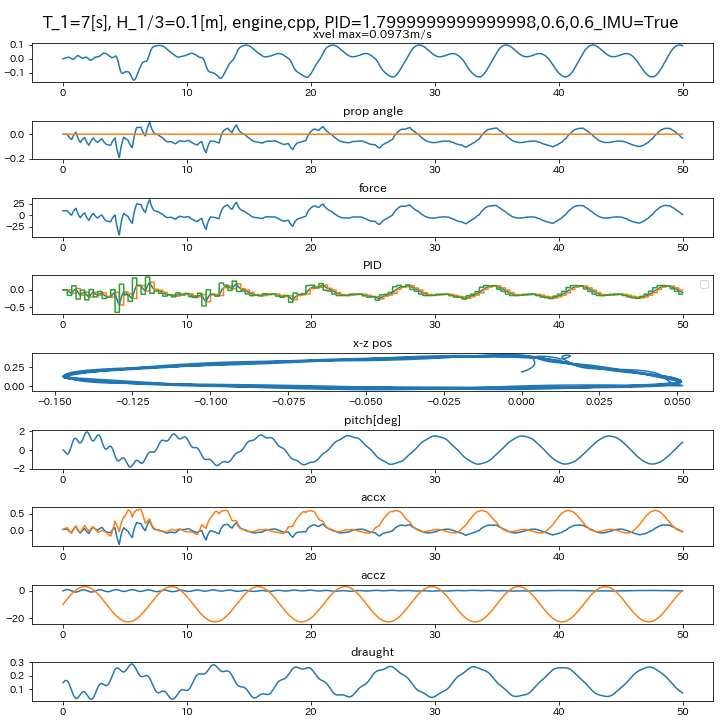 T_1=7[s], H_1/3=0.1[m], engine,cpp, PID=1.7999999999999998,0.6,0.6_IMU=True
xvel max=0.0973m/s
0.1
0.0
−0.1
0 10 20 30 40 50
prop angle
0.0
−0.2
0 10 20 30 40 50
force
25
0
−25
0 10 20 30 40 50
PID
0.0
−0.5
0 10 20 30 40 50
x-z pos
0.25
0.00
−0.150 −0.125 −0.100 −0.075 −0.050 −0.025 0.000 0.025 0.050
pitch[deg]
2
0
−2
0 10 20 30 40 50
accx
0.5
0.0
0 10 20 30 40 50
accz
0
−20
0 10 20 30 40 50
draught
0.3
0.2
0.1
0 10 20 30 40 50